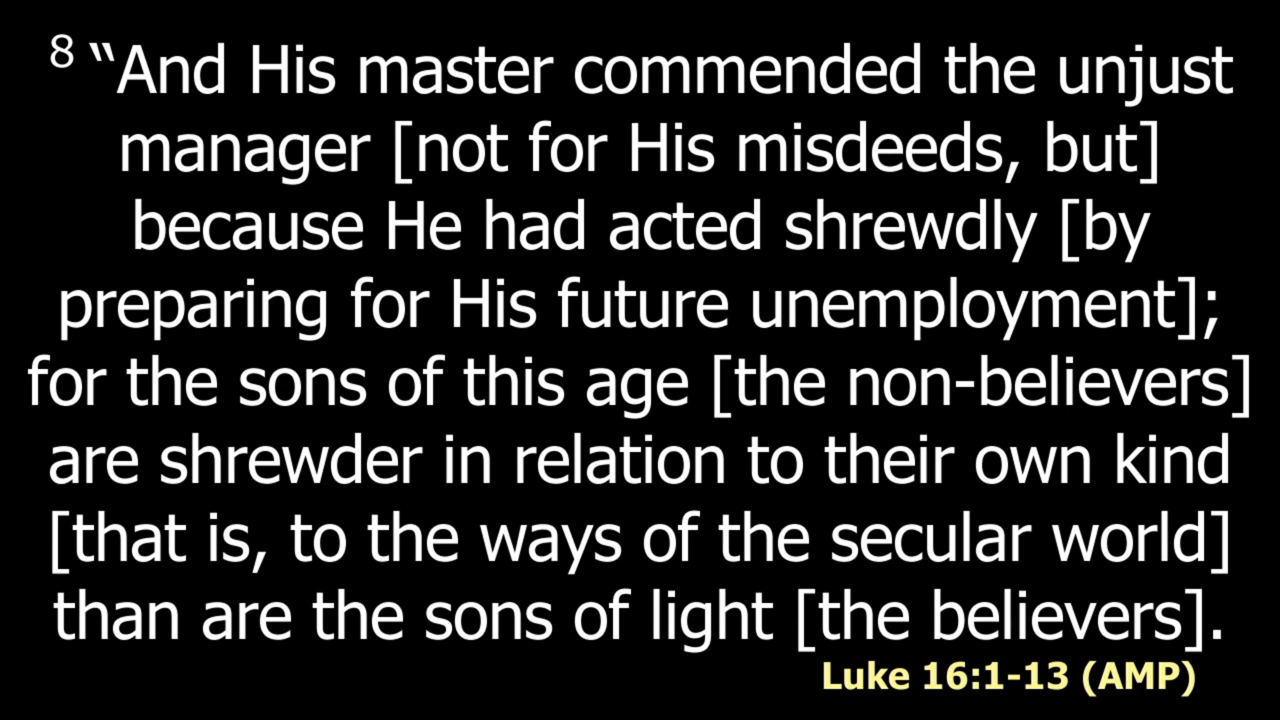 8 “And His master commended the unjust
manager [not for His misdeeds, but]
because He had acted shrewdly [by
preparing for His future unemployment];
for the sons of this age [the non-believers]
are shrewder in relation to their own kind
[that is, to the ways of the secular world]
than are the sons of light [the believers].
Luke 16:1-13 (AMP)